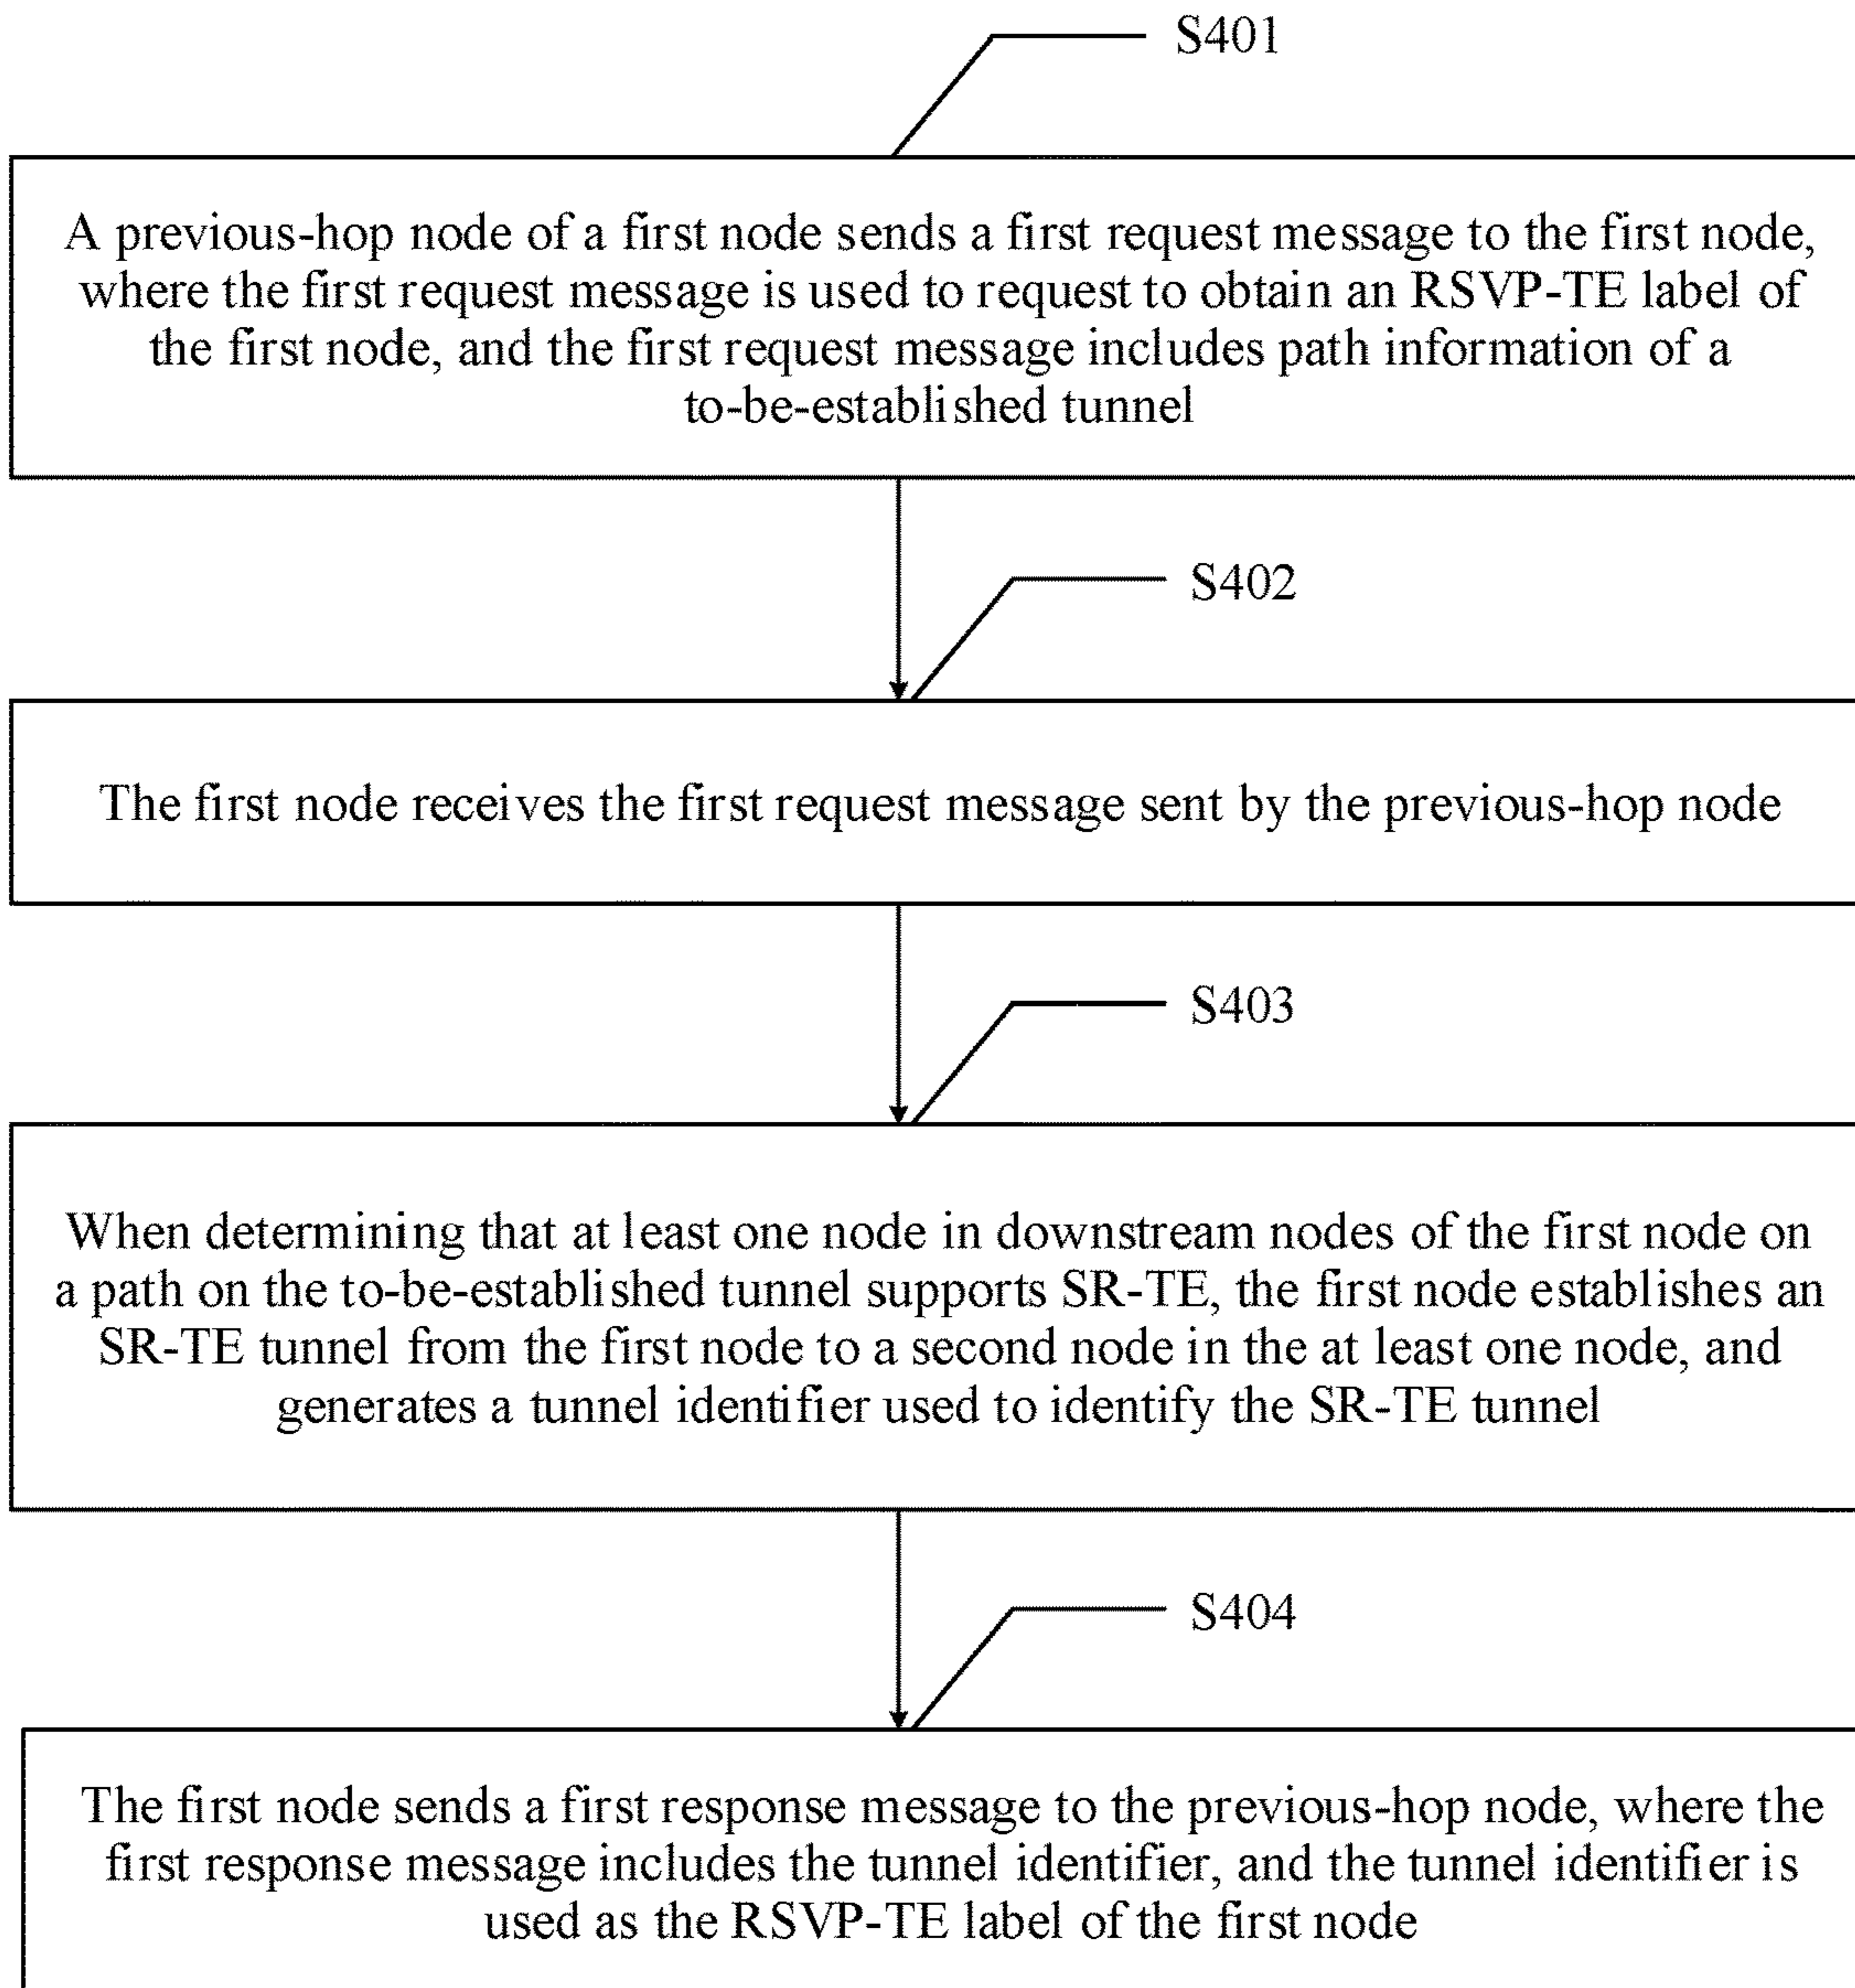 S401
A previous-hop node of a first node sends a first request message to the first node,
where the first request message is used to request to obtain an RSVP-TE label of
the first node, and the first request message includes path information of a
to-be-established tunnel
S402
The first node receives the first request message sent by the previous-hop node
S403
When determining that at least one node in downstream nodes of the first node on
a path on the to-be-established tunnel supports SR-TE, the first node establishes an
SR-TE tunnel from the first node to a second node in the at least one node, and
generates a tunnel identifier used to identify the SR-TE tunnel
S404
The first node sends a first response message to the previous-hop node, where the
first response message includes the tunnel identifier, and the tunnel identifier is
used as the RSVP-TE label of the first node